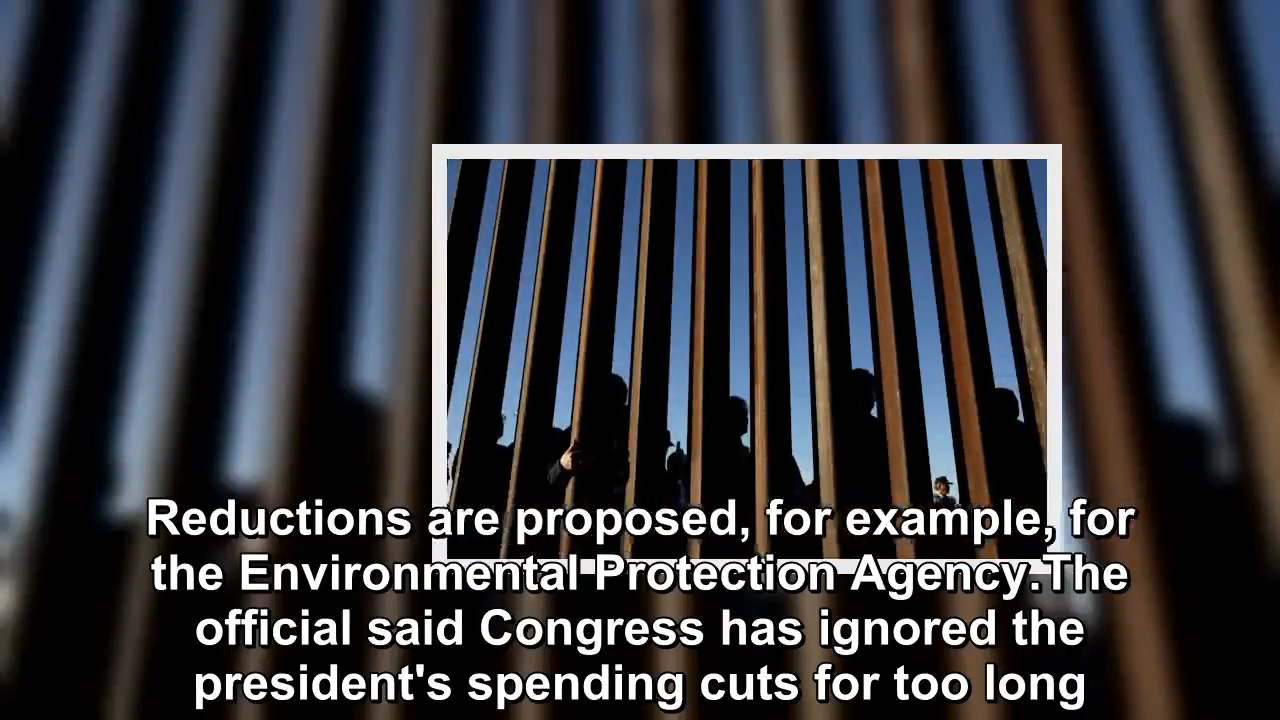 Reductions are proposed, for example, for
the Environmental Protection Agency.The
official said Congress has ignored the
president's spending cuts for too long